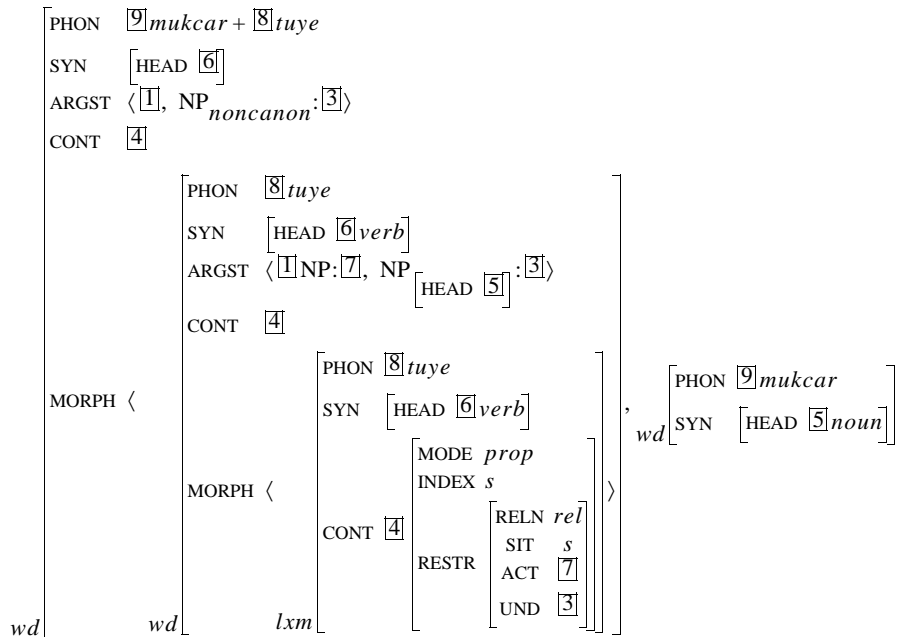 PHON 9 mukcar + 8 tuye
SYN [HEAD 6]
ARGST ⟨ 1, NP noncanon: 3 ⟩
CONT 4
PHON 8 tuye
SYN [HEAD 6 verb]
ARGST ⟨ 1 NP: 7, NP [HEAD 5] : 3 ⟩
CONT 4
MORPH ⟨
MORPH ⟨
PHON 8 tuye
SYN [HEAD 6 verb]
CONT 4
MODE prop
INDEX s
RESTR
RELN rel
SIT s
ACT 7
UND 3
⟩
,
wd
PHON 9 mukcar
SYN [HEAD 5 noun]
wd wd lxm